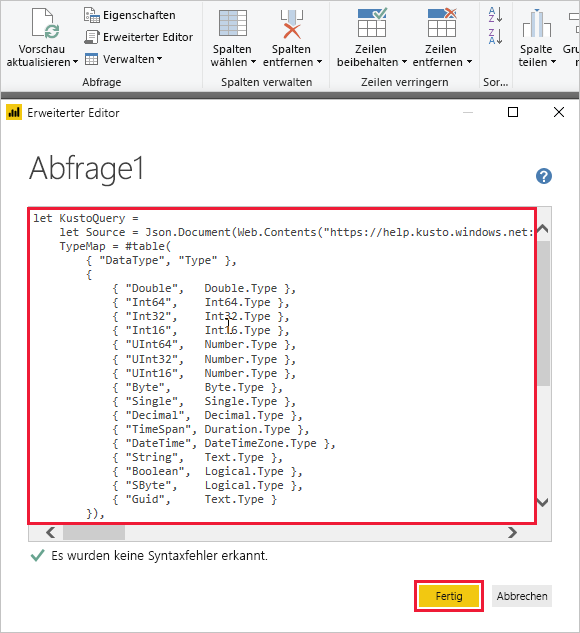 Vorschau
aktualisieren
Eigenschaften
Erweiterter Editor
Verwalten
Abfrage
Spalten
wählen
Spalten
entfernen
Spalten verwalten
Zeilen
beibehalten
Zeilen
entfernen
Zeilen verringern
A
Z
Z
A
Sor...
Spalte
teilen
Gru
Erweiterter Editor
Abfrage1
?
let KustoQuery =
let Source = Json.Document(Web.Contents("https://help.kusto.windows.net:
TypeMap = #table(
{ "DataType", "Type" },
{
{ "Double", Double.Type },
{ "Int64", Int64.Type },
{ "Int32", Int32.Type },
{ "Int16", Int16.Type },
{ "UInt64", Number.Type },
{ "UInt32", Number.Type },
{ "UInt16", Number.Type },
{ "Byte", Byte.Type },
{ "Single", Single.Type },
{ "Decimal", Decimal.Type },
{ "TimeSpan", Duration.Type },
{ "DateTime", DateTimeZone.Type },
{ "String", Text.Type },
{ "Boolean", Logical.Type },
{ "SByte", Logical.Type },
{ "Guid", Text.Type }
}),
Es wurden keine Syntaxfehler erkannt.
Fertig
Abbrechen